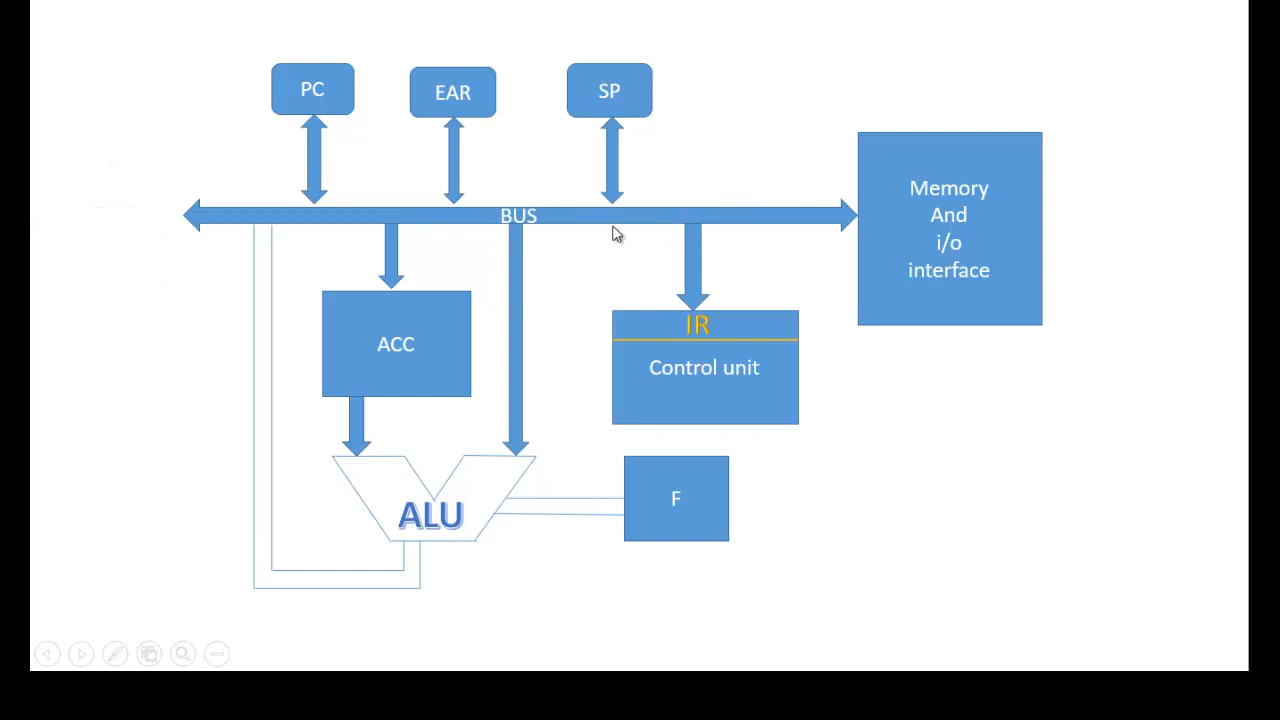 PC
EAR
SP
BUS
Memory
And
i/o
interface
ACC
IR
Control unit
ALU
F